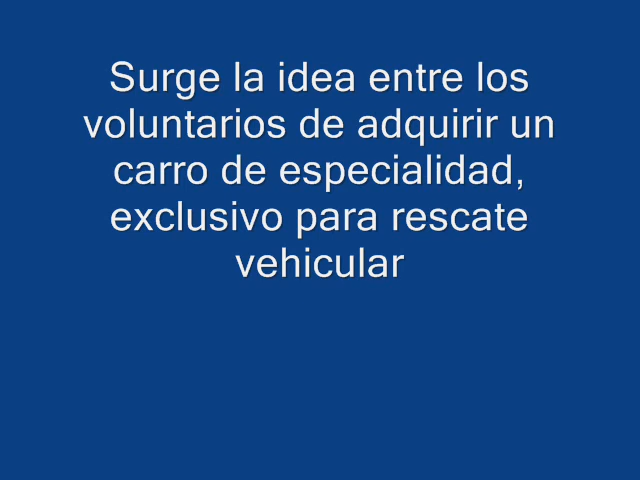 Surge la idea entre los
voluntarios de adquirir un
carro de especialidad,
exclusivo para rescate
vehicular